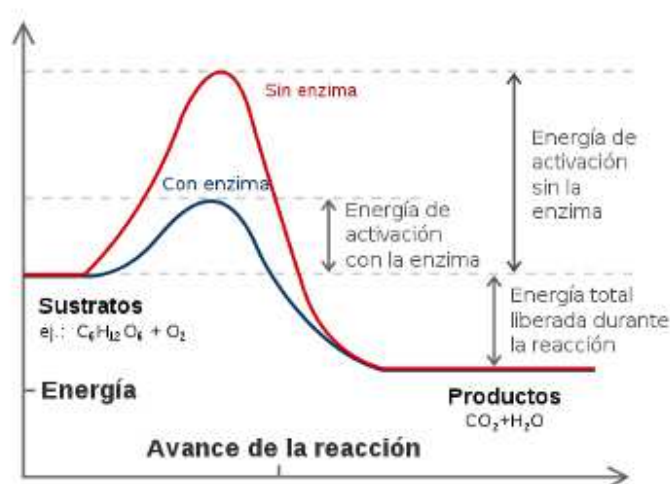 Sin enzima
Con enzima
Energía de
activación
sin la
enzima
Energía de
activación
con la enzima
Sustratos
ej.: C₆H₁₂O₆ + O₂
Energía total
liberada durante
la reacción
Energía
Productos
CO₂+H₂O
Avance de la reacción